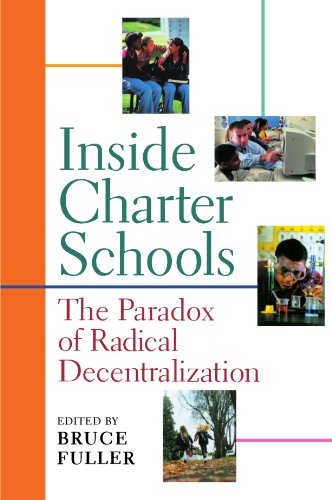 Inside
Charter
Schools
The Paradox
of Radical
Decentralization
EDITED BY
BRUCE
FULLER